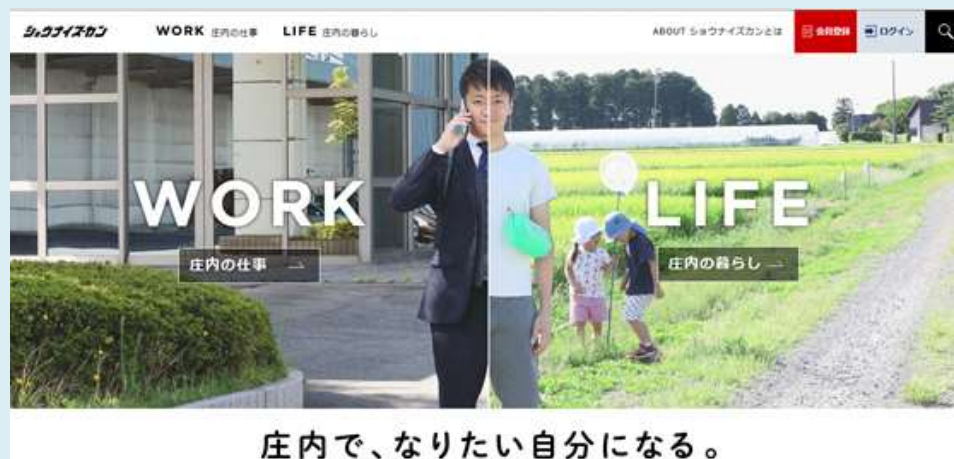 ショウナイズカン
WORK 庄内の仕事 LIFE 庄内の暮らし
ABOUT ショウナイズカンとは 会員登録 ログイン
WORK
庄内の仕事
LIFE
庄内の暮らし
庄内で、なりたい自分になる。